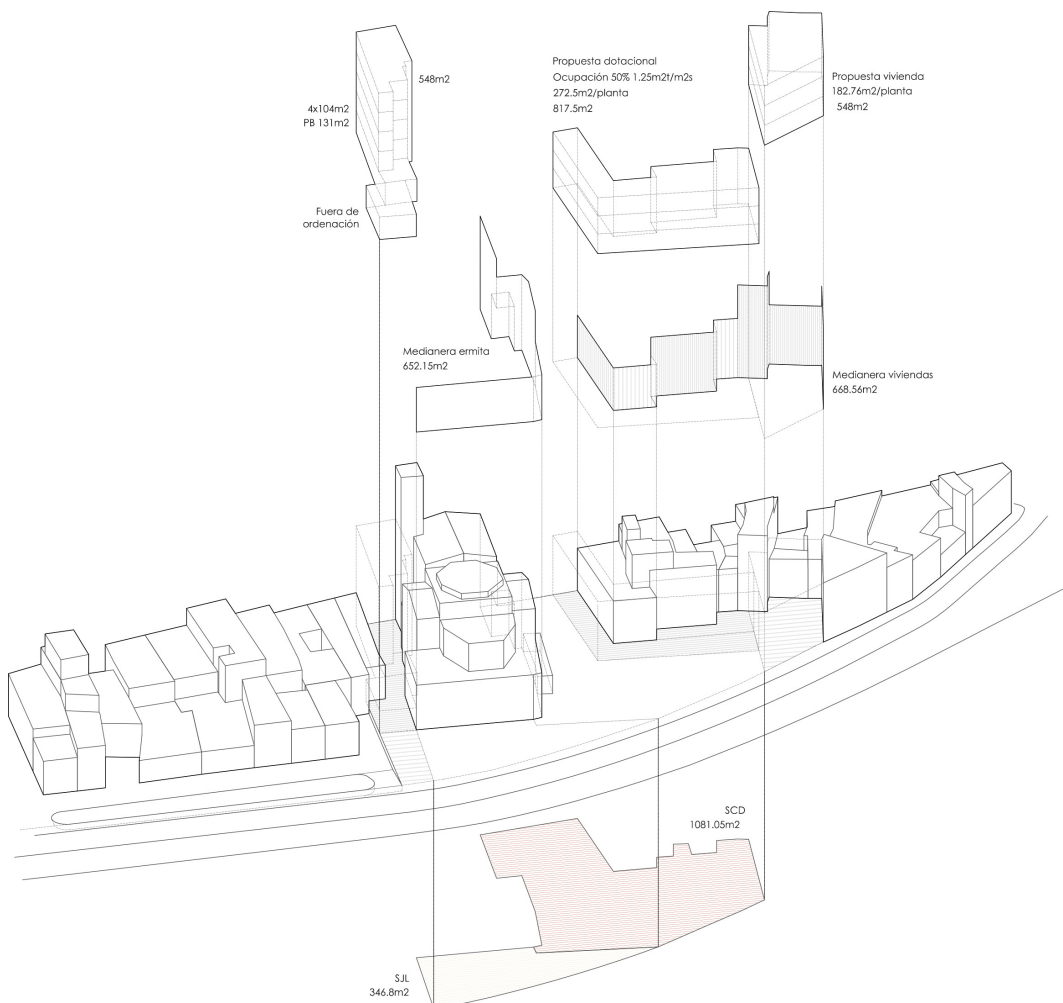 548m2
4x104m2
PB 131m2
Fuera de
ordenación
Propuesta dotacional
Ocupación 50% 1.25m2t/m2s
272.5m2/planta
817.5m2
Propuesta vivienda
182.76m2/planta
548m2
Medianera ermita
652.15m2
Medianera viviendas
668.56m2
SCD
1081.05m2
SJL
346.8m2